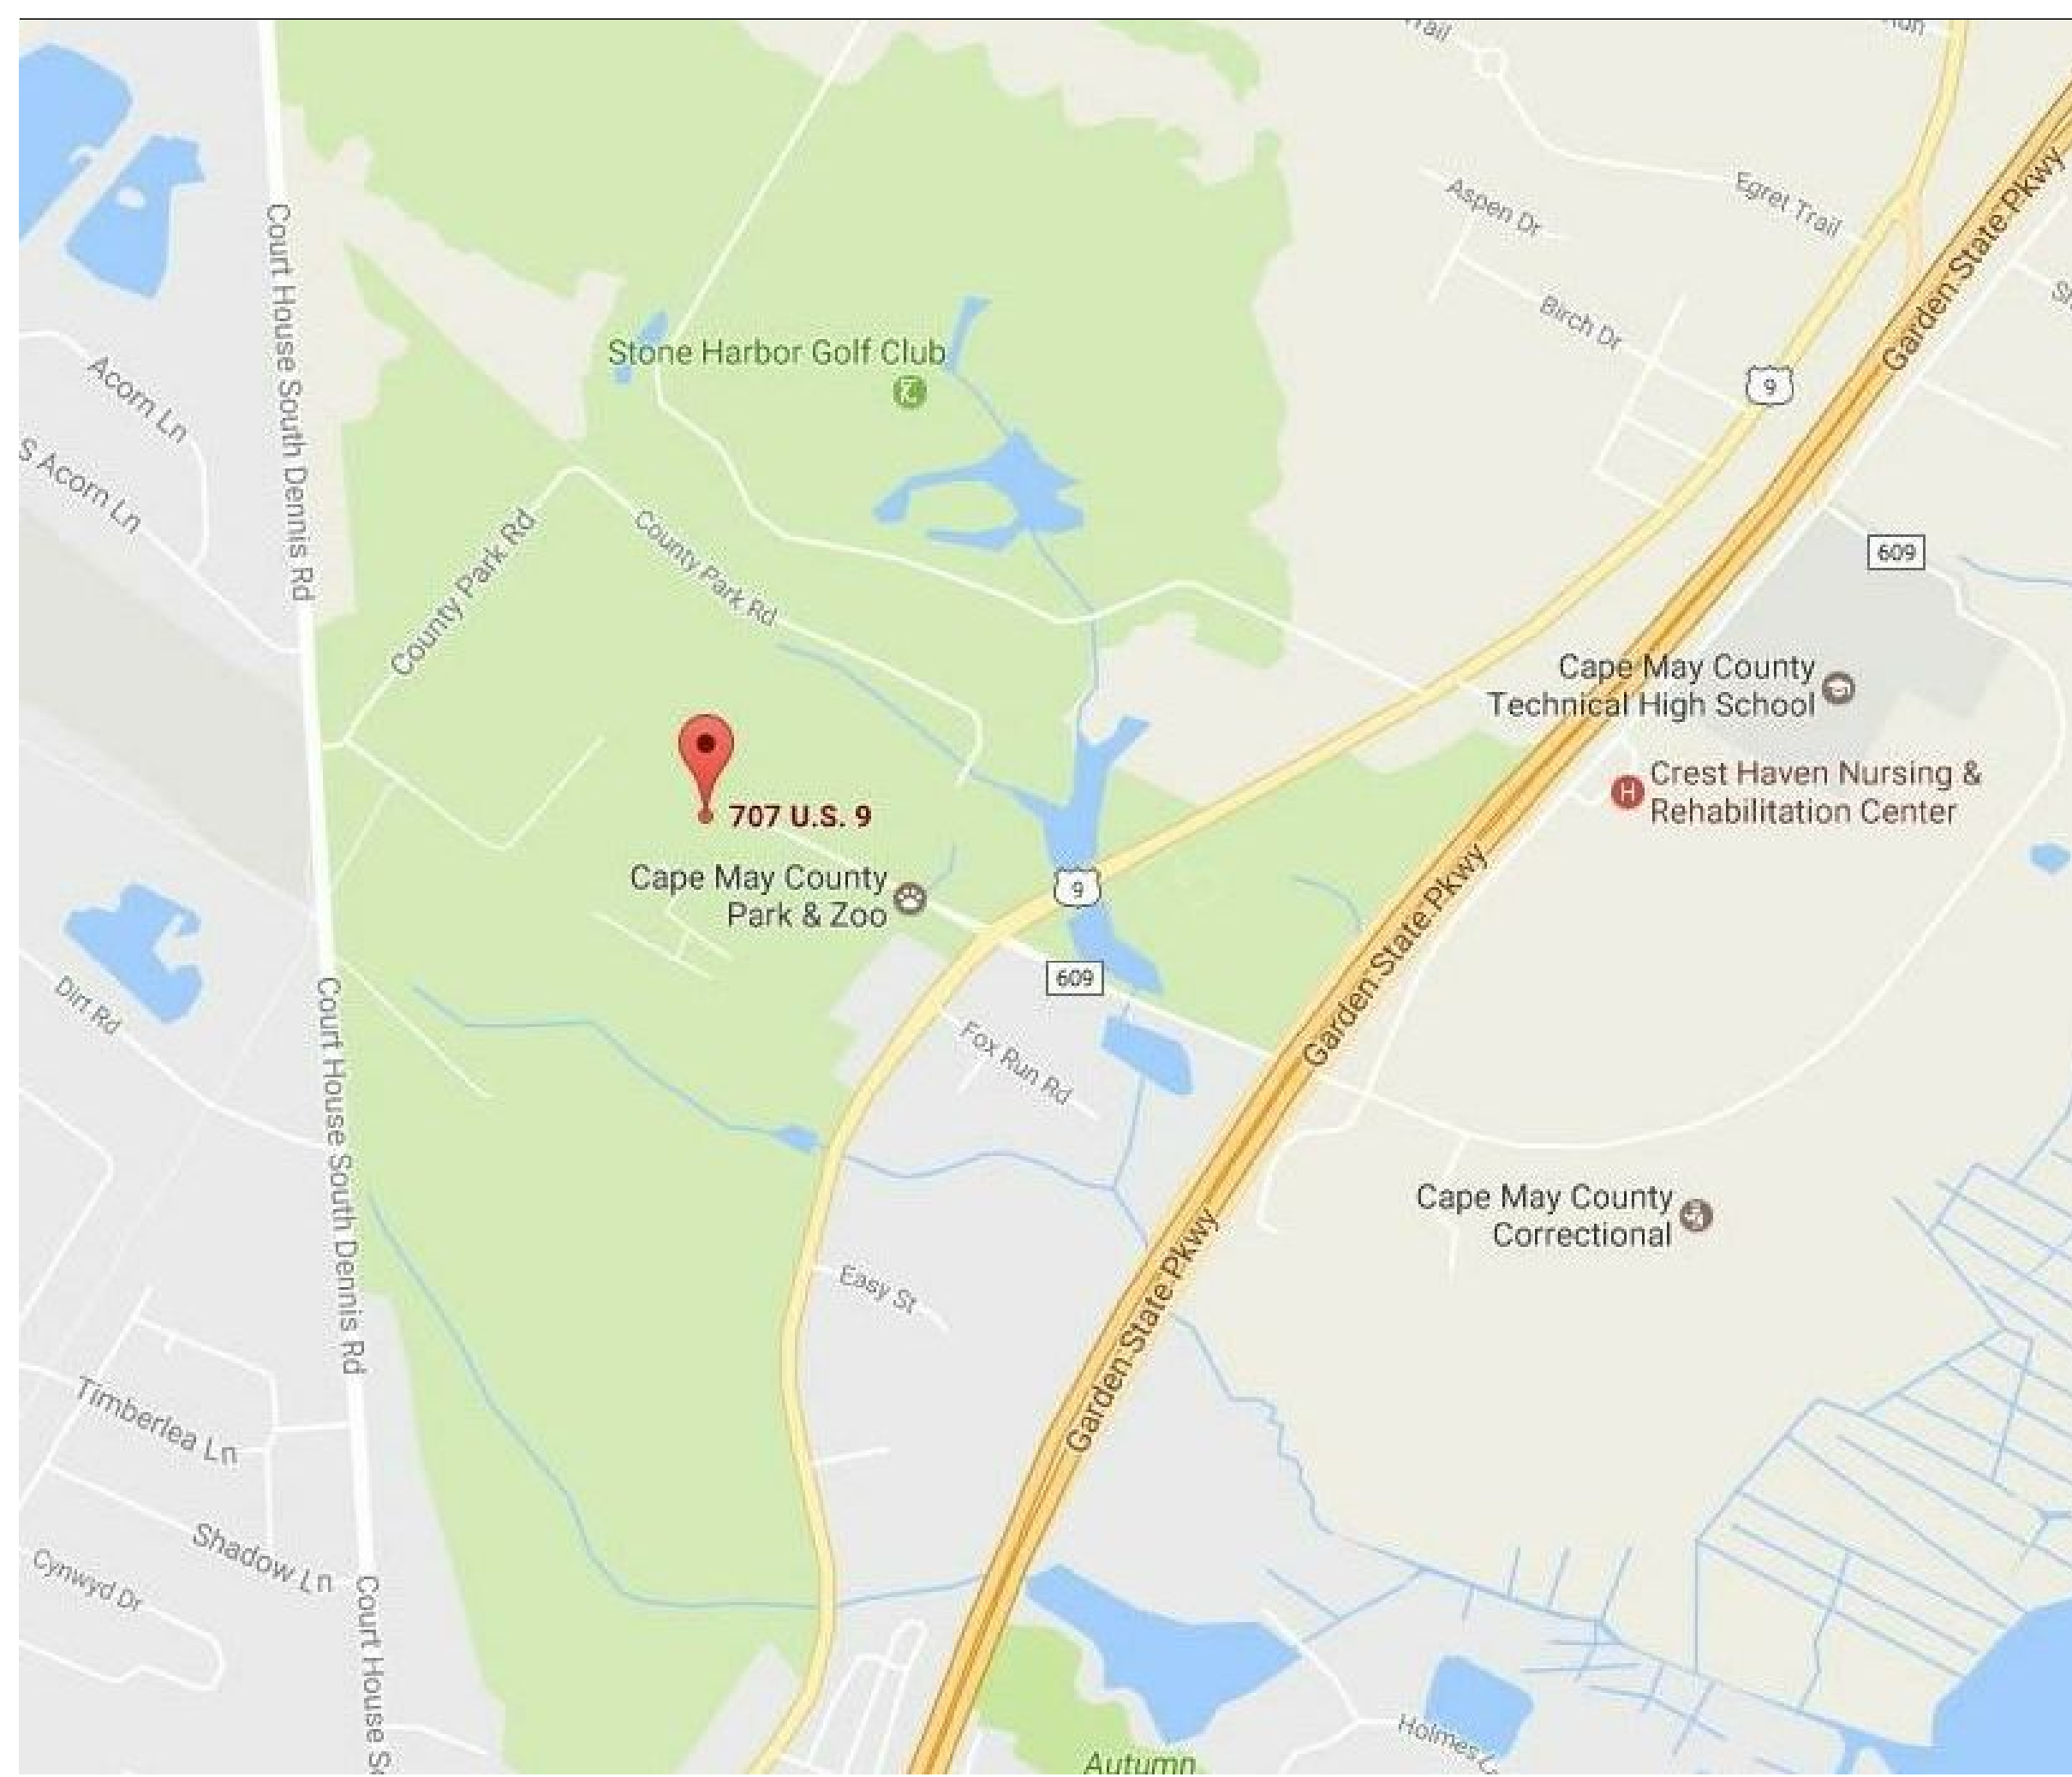 Egret Trail
Aspen Dr
Birch Dr
Garden State Pkwy
9
Court House South Dennis Rd
Stone Harbor Golf Club
Acorn Ln
S Acorn Ln
County Park Rd
County Park Rd
609
Cape May County
Technical High School
Crest Haven Nursing &
Rehabilitation Center
H
707 U.S. 9
Cape May County
Park & Zoo
9
609
Garden State Pkwy
Dirt Rd
Fox Run Rd
Court House South Dennis Rd
Cape May County
Correctional
Easy St
Garden State Pkwy
Timberlea Ln
Shadow Ln
Cynwyd Dr
Court House S
Holmes
Autumn